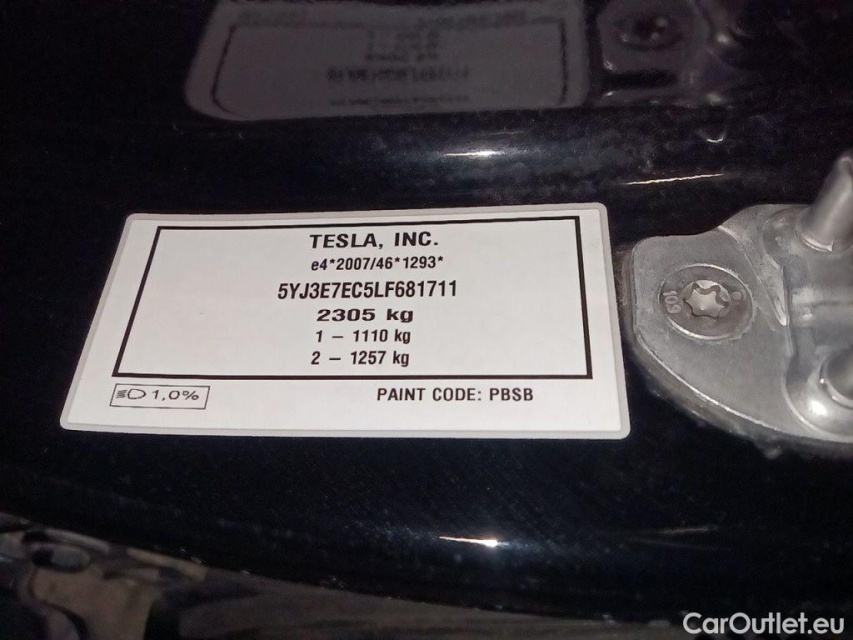 TESLA, INC.
e4*2007/46*1293*
5YJ3E7EC5LF681711
2305 kg
1 – 1110 kg
2 – 1257 kg
1,0%
PAINT CODE: PBSB
CarOutlet.eu